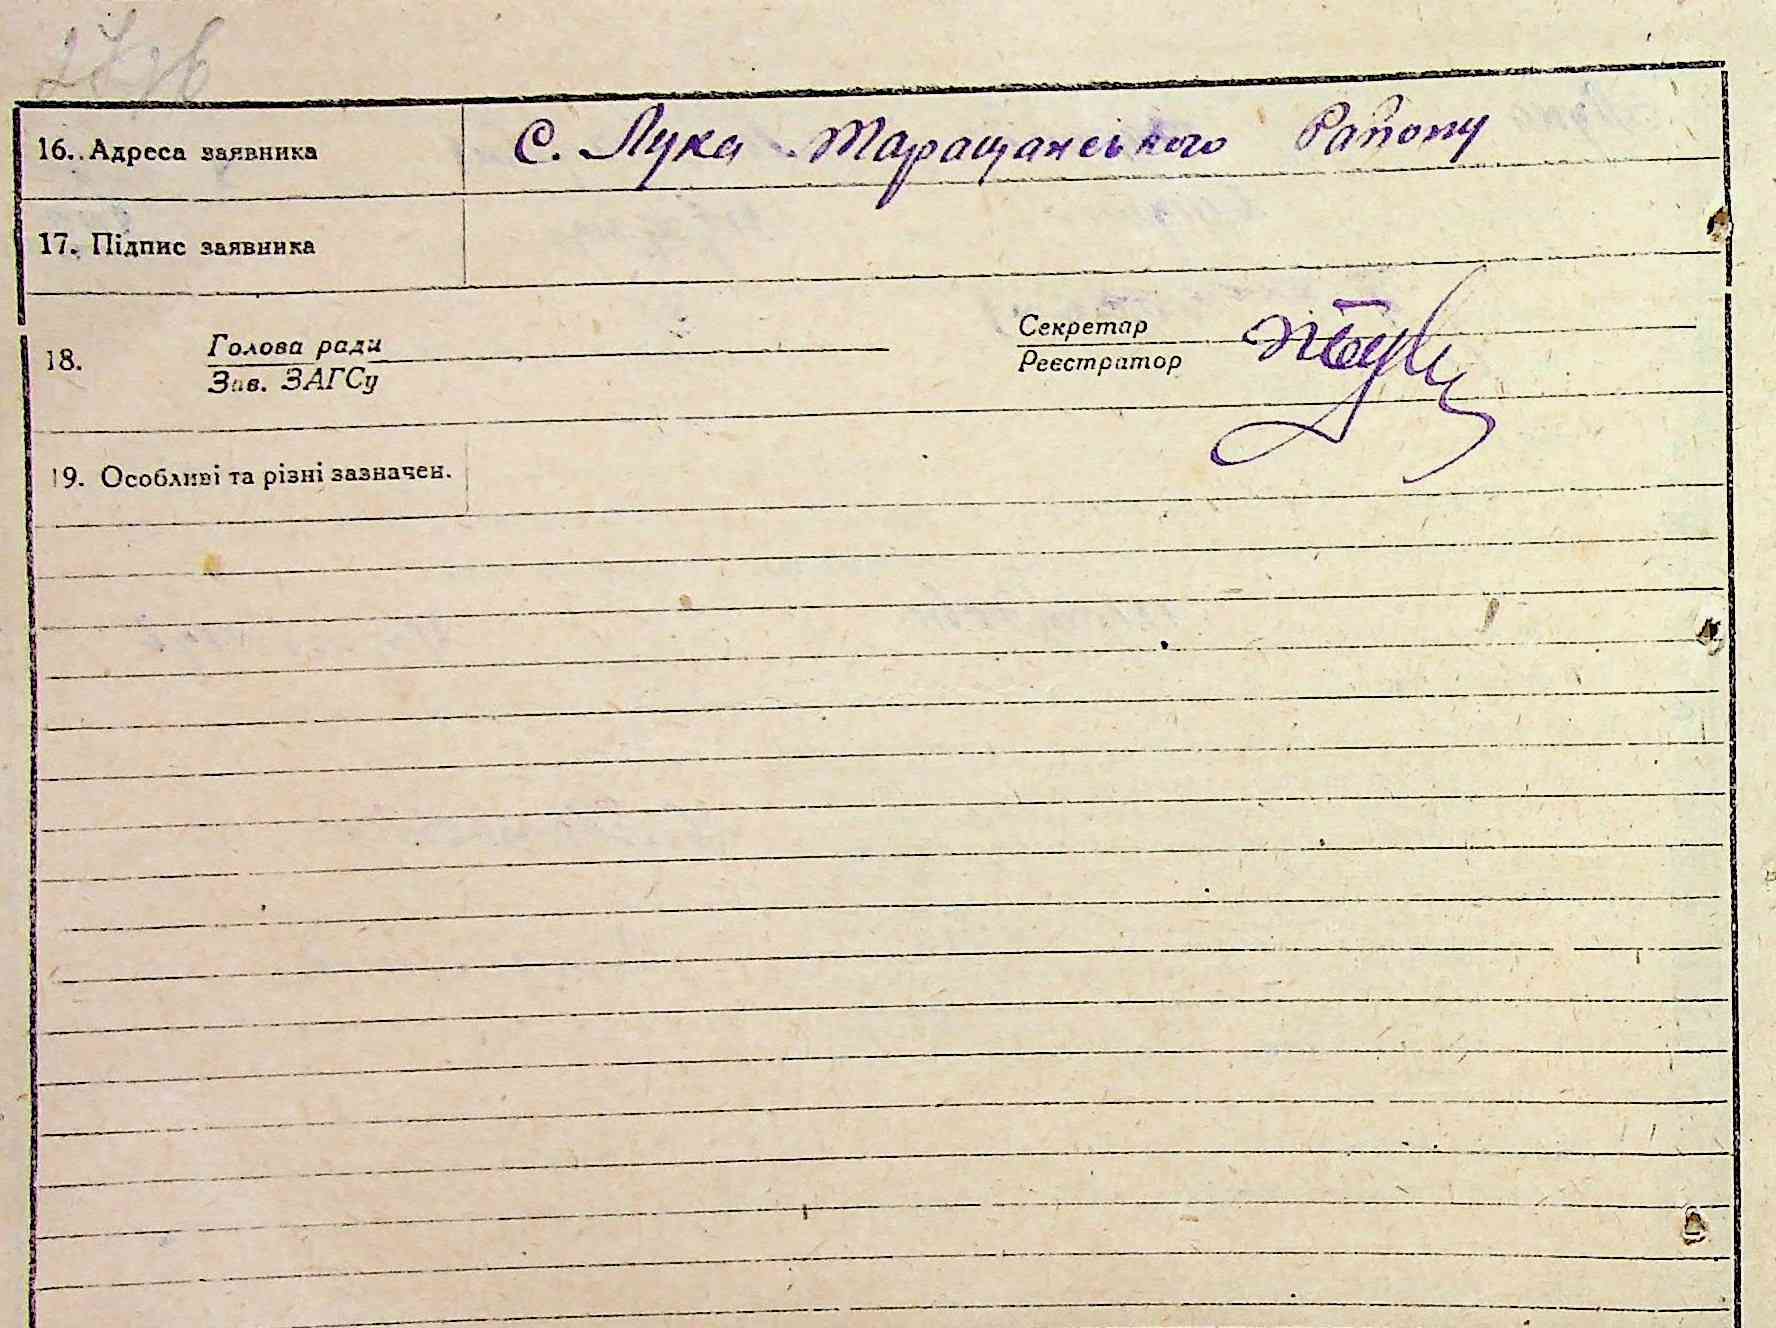 16. Адреса заявника С. Лука Таращанського Району
17. Підпис заявника
18. Голова ради Секретар
Зав. ЗАГСу Реєстратор
19. Особливі та різні зазначен.